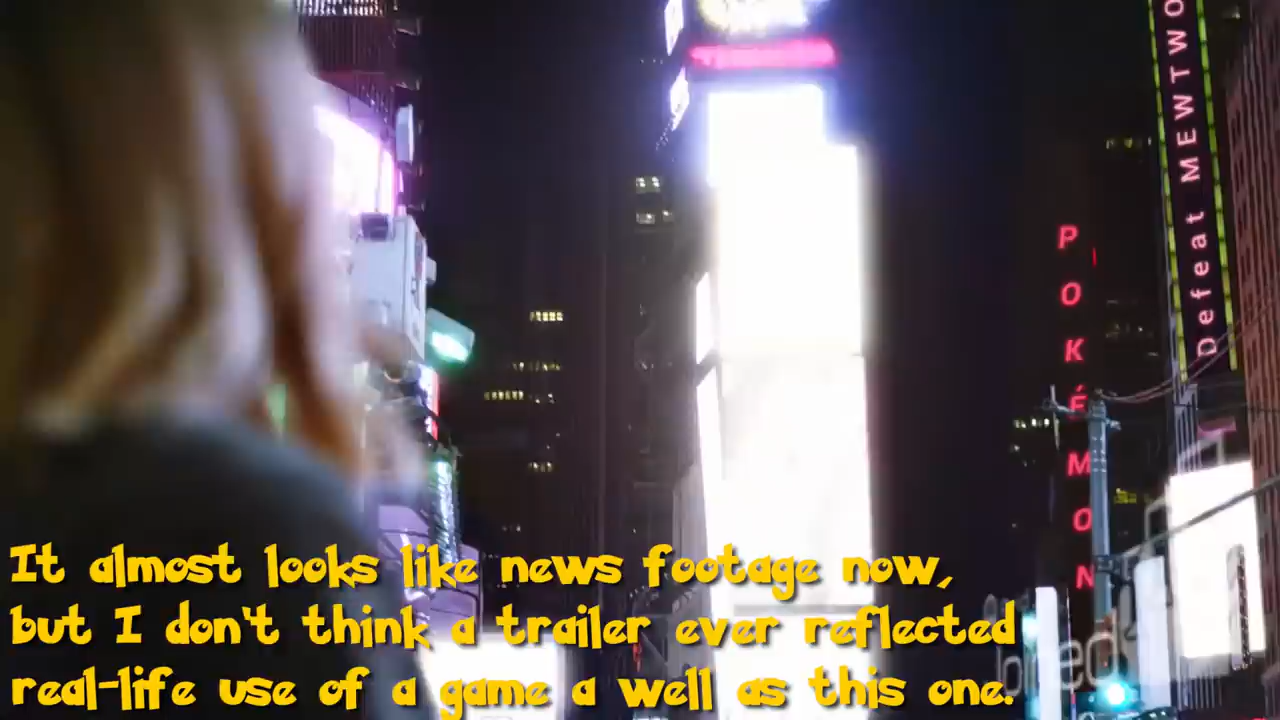 Defeat MEWTWO
POKÉMON
It almost looks like news footage now,
but I don't think a trailer ever reflected
real-life use of a game a well as this one.